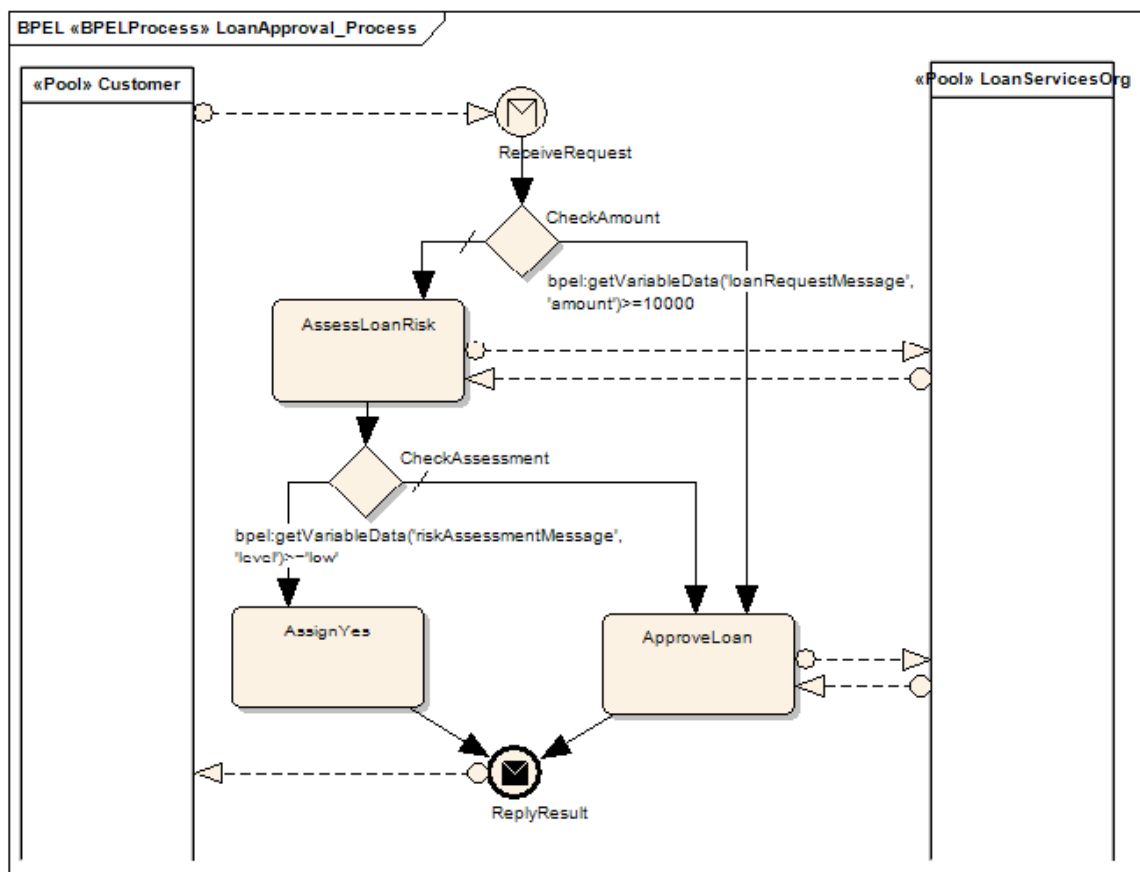 BPEL «BPELProcess» LoanApproval_Process
«Pool» Customer
«Pool» LoanServicesOrg
ReceiveRequest
CheckAmount
bpel:getVariableData('loanRequestMessage',
'amount')>=10000
AssessLoanRisk
CheckAssessment
bpel:getVariableData('riskAssessmentMessage',
'level')>='low'
AssignYes
ApproveLoan
ReplyResult